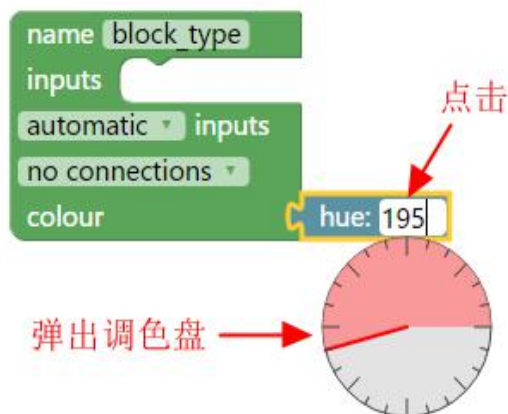 name block_type
inputs
点击
automatic inputs
no connections
colour hue: 195
弹出调色盘